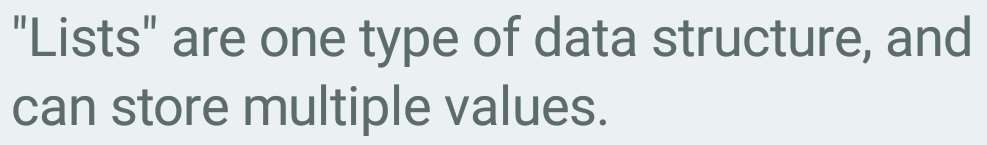 "Lists" are one type of data structure, and
can store multiple values.